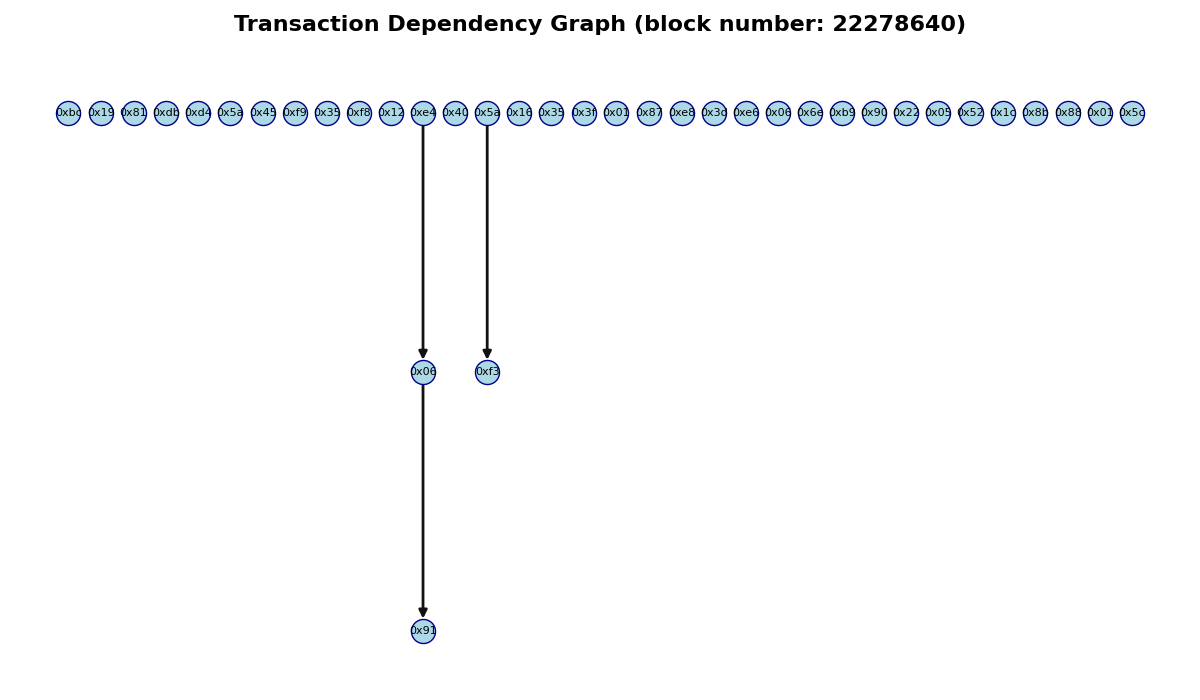 Transaction Dependency Graph (block number: 22278640)
0xbc 0x19 0x81 0xdb 0xd4 0x5a 0x45 0xf9 0x35 0xf8 0x12 0xe4 0x40 0x5a 0x16 0x35 0x3f 0x01 0x87 0xe8 0x3d 0xe6 0x06 0x6e 0xb9 0x90 0x22 0x05 0x52 0x1c 0x8b 0x88 0x01 0x5c
0x06 0xf3
0x91